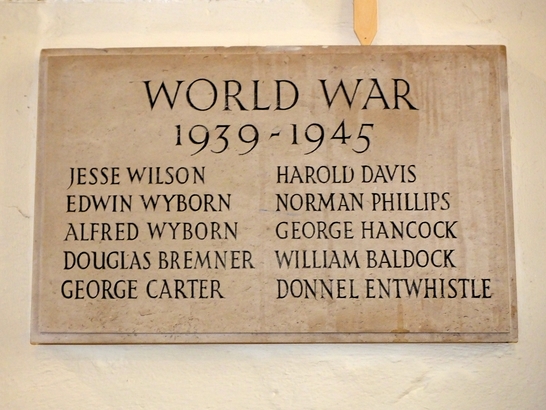 WORLD WAR
1939-1945
JESSE WILSON
EDWIN WYBORN
ALFRED WYBORN
DOUGLAS BREMNER
GEORGE CARTER
HAROLD DAVIS
NORMAN PHILLIPS
GEORGE HANCOCK
WILLIAM BALDOCK
DONNEL ENTWHISTLE